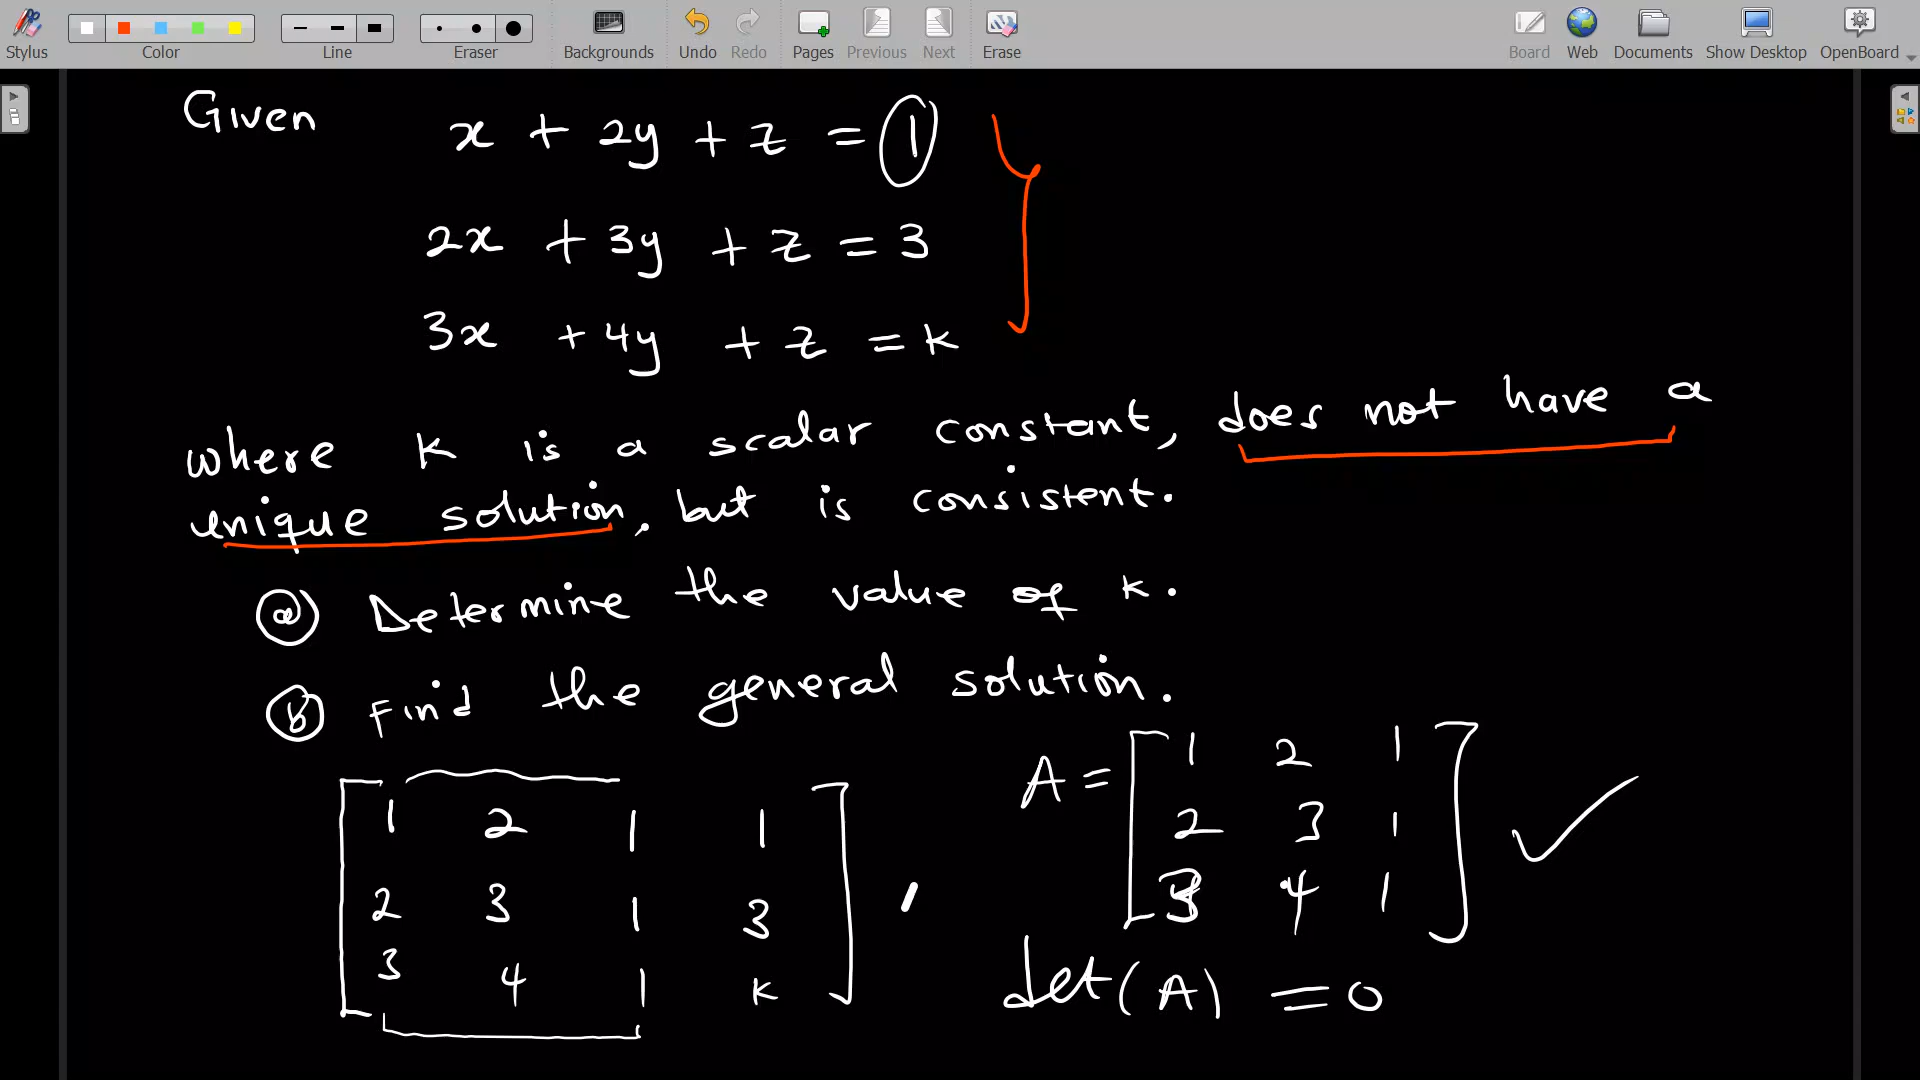 Stylus Color Line Eraser Backgrounds Undo Redo Pages Previous Next Erase Board Web Documents Show Desktop OpenBoard
Given x + 2y + z = 1
2x + 3y + z = 3
3x + 4y + z = k
where k is a scalar constant, does not have a
unique solution, but is consistent.
(a) Determine the value of k.
(b) Find the general solution.
1 2 1 1
2 3 1 3
3 4 1 k
A = 1 2 1
2 3 1
3 4 1
det(A) = 0